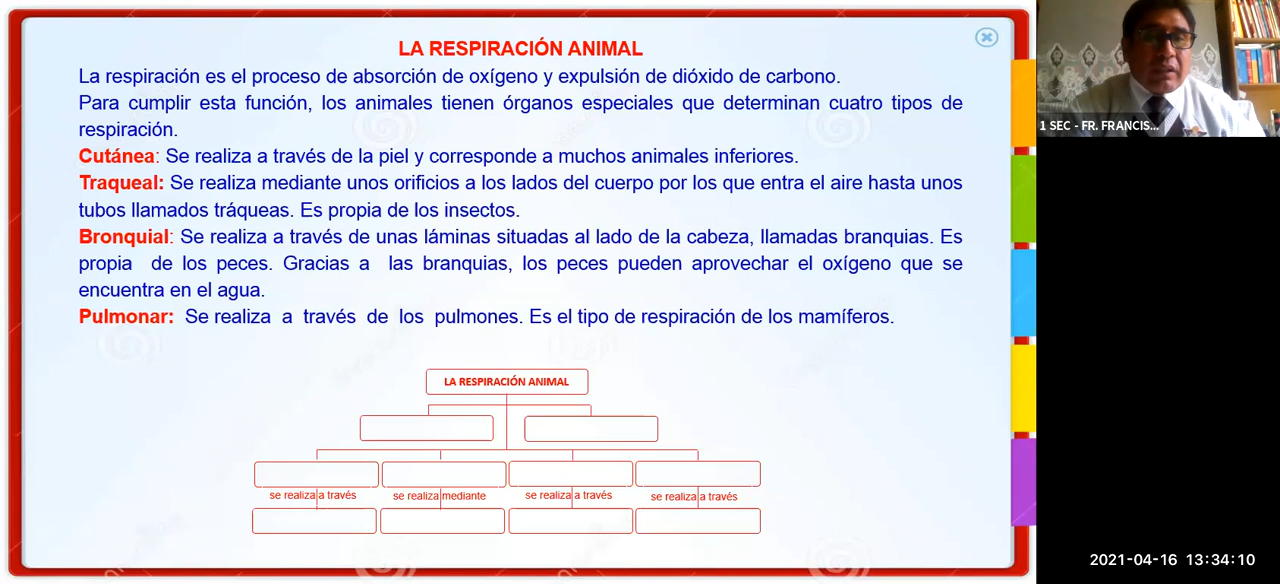 LA RESPIRACIÓN ANIMAL
La respiración es el proceso de absorción de oxígeno y expulsión de dióxido de carbono.
Para cumplir esta función, los animales tienen órganos especiales que determinan cuatro tipos de
respiración.
Cutánea: Se realiza a través de la piel y corresponde a muchos animales inferiores.
Traqueal: Se realiza mediante unos orificios a los lados del cuerpo por los que entra el aire hasta unos
tubos llamados tráqueas. Es propia de los insectos.
Bronquial: Se realiza a través de unas láminas situadas al lado de la cabeza, llamadas branquias. Es
propia de los peces. Gracias a las branquias, los peces pueden aprovechar el oxígeno que se
encuentra en el agua.
Pulmonar: Se realiza a través de los pulmones. Es el tipo de respiración de los mamíferos.
LA RESPIRACIÓN ANIMAL
se realiza a través
se realiza mediante
se realiza a través
se realiza a través
1 SEC - FR. FRANCIS...
2021-04-16 13:34:10